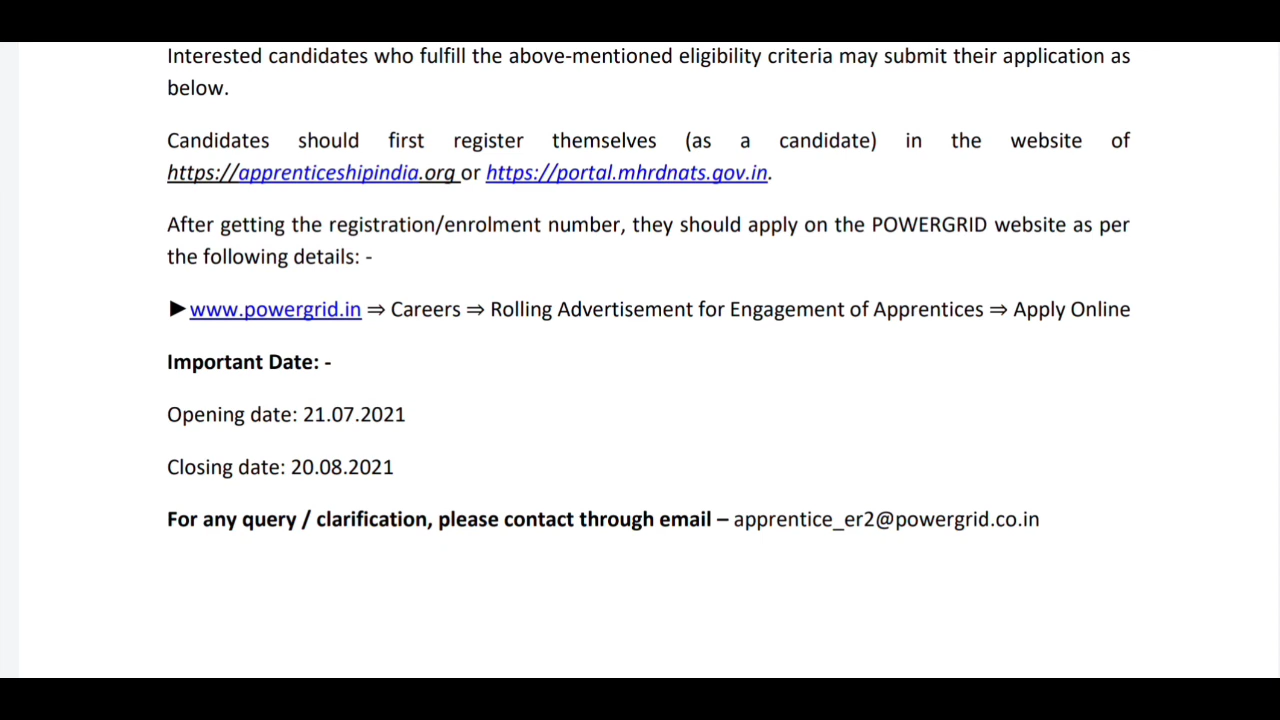 Interested candidates who fulfill the above-mentioned eligibility criteria may submit their application as
below.
Candidates should first register themselves (as a candidate) in the website of
https://apprenticeshipindia.org or https://portal.mhrdnats.gov.in.
After getting the registration/enrolment number, they should apply on the POWERGRID website as per
the following details: -
►www.powergrid.in ⇒ Careers ⇒ Rolling Advertisement for Engagement of Apprentices ⇒ Apply Online
Important Date: -
Opening date: 21.07.2021
Closing date: 20.08.2021
For any query / clarification, please contact through email – apprentice_er2@powergrid.co.in